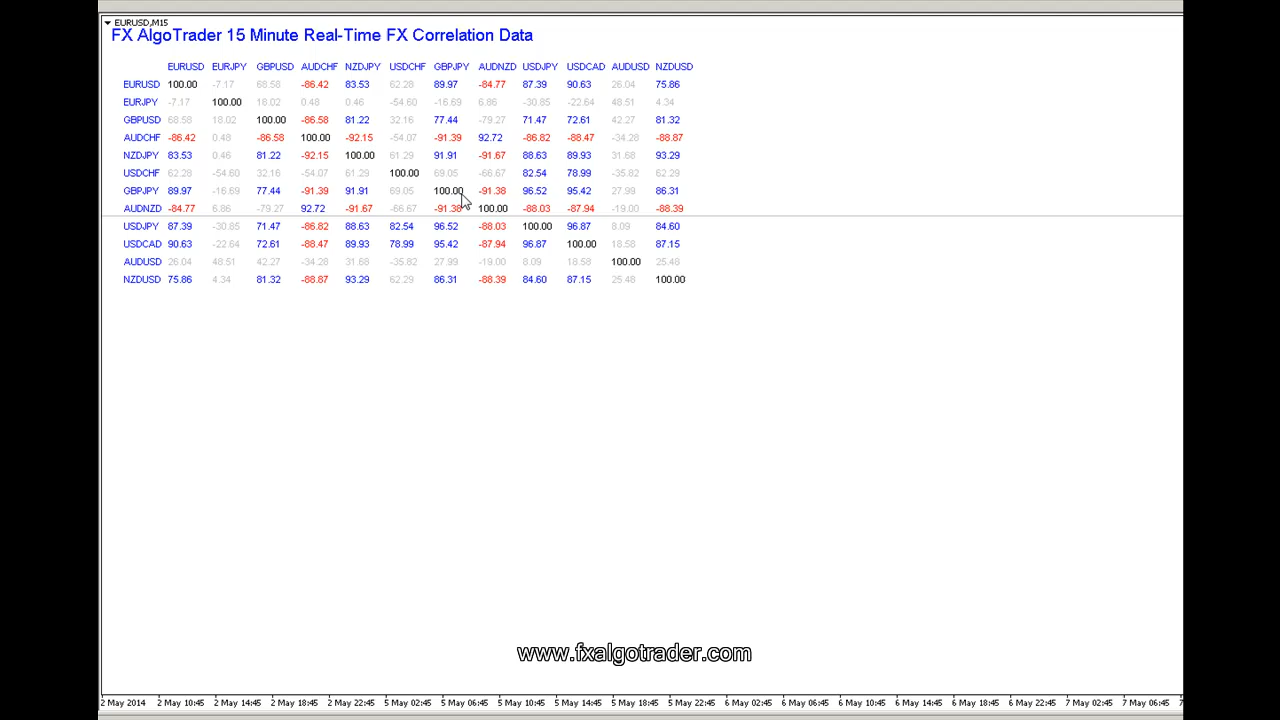 EURUSD,M15
FX AlgoTrader 15 Minute Real-Time FX Correlation Data
EURUSD EURJPY GBPUSD AUDCHF NZDJPY USDCHF GBPJPY AUDNZD USDJPY USDCAD AUDUSD NZDUSD
EURUSD 100.00 -7.17 68.58 -86.42 83.53 62.28 89.97 -84.77 87.39 90.63 26.04 75.86
EURJPY -7.17 100.00 18.02 0.48 0.46 -54.60 -16.69 6.86 -30.85 -22.64 48.51 4.34
GBPUSD 68.58 18.02 100.00 -86.58 81.22 32.16 77.44 -79.27 71.47 72.61 42.27 81.32
AUDCHF -86.42 0.48 -86.58 100.00 -92.15 -54.07 -91.39 92.72 -86.82 -88.47 -34.28 -88.87
NZDJPY 83.53 0.46 81.22 -92.15 100.00 61.29 91.91 -91.67 88.63 89.93 31.68 93.29
USDCHF 62.28 -54.60 32.16 -54.07 61.29 100.00 69.05 -66.67 82.54 78.99 -35.82 62.29
GBPJPY 89.97 -16.69 77.44 -91.39 91.91 69.05 100.00 -91.38 96.52 95.42 27.99 86.31
AUDNZD -84.77 6.86 -79.27 92.72 -91.67 -66.67 -91.38 100.00 -88.03 -87.94 -19.00 -88.39
USDJPY 87.39 -30.85 71.47 -86.82 88.63 82.54 96.52 -88.03 100.00 96.87 8.09 84.60
USDCAD 90.63 -22.64 72.61 -88.47 89.93 78.99 95.42 -87.94 96.87 100.00 18.58 87.15
AUDUSD 26.04 48.51 42.27 -34.28 31.68 -35.82 27.99 -19.00 8.09 18.58 100.00 25.48
NZDUSD 75.86 4.34 81.32 -88.87 93.29 62.29 86.31 -88.39 84.60 87.15 25.48 100.00
www.fxalgotrader.com
2 May 2014 2 May 10:45 2 May 14:45 2 May 18:45 2 May 22:45 5 May 02:45 5 May 06:45 5 May 10:45 5 May 14:45 5 May 18:45 5 May 22:45 6 May 02:45 6 May 06:45 6 May 10:45 6 May 14:45 6 May 18:45 6 May 22:45 7 May 02:45 7 May 06:45 7